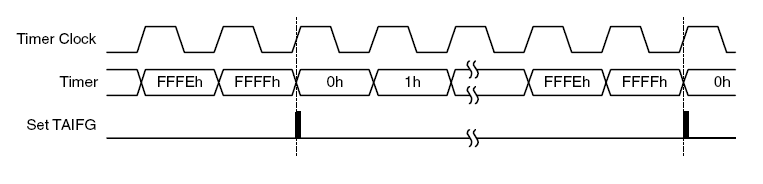 Timer Clock
Timer FFFEh FFFFh 0h 1h FFFEh FFFFh 0h
Set TAIFG